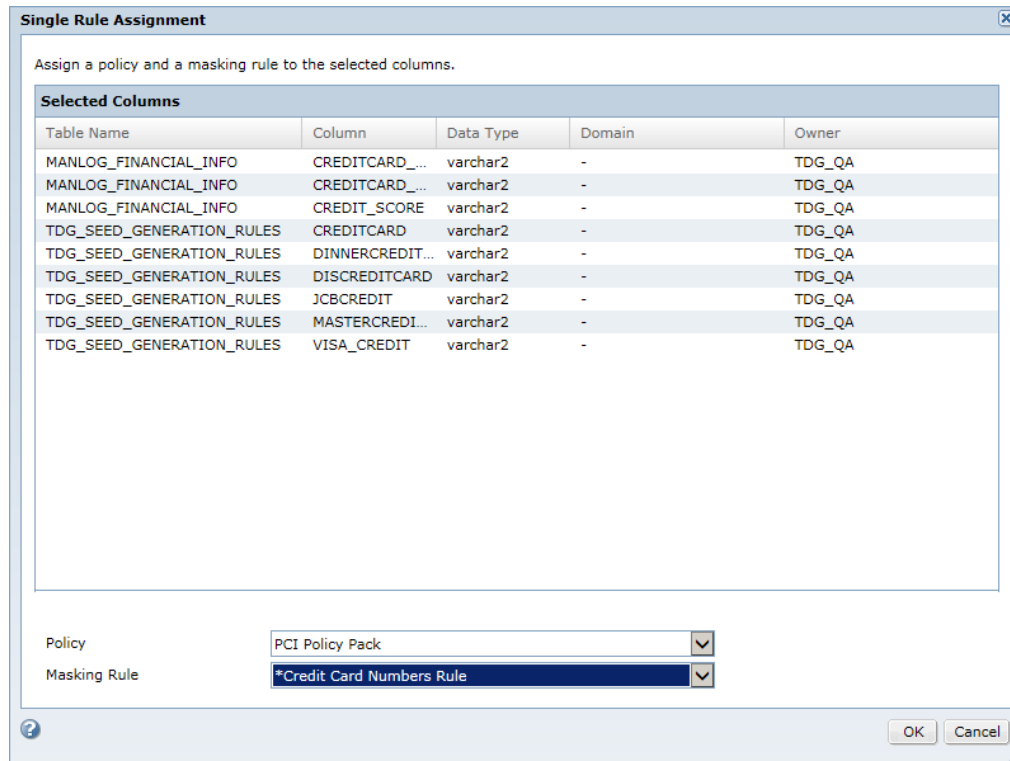 Single Rule Assignment
Assign a policy and a masking rule to the selected columns.
Selected Columns
Table Name Column Data Type Domain Owner
MANLOG_FINANCIAL_INFO CREDITCARD_... varchar2 - TDG_QA
MANLOG_FINANCIAL_INFO CREDITCARD_... varchar2 - TDG_QA
MANLOG_FINANCIAL_INFO CREDIT_SCORE varchar2 - TDG_QA
TDG_SEED_GENERATION_RULES CREDITCARD varchar2 - TDG_QA
TDG_SEED_GENERATION_RULES DINNERCREDIT... varchar2 - TDG_QA
TDG_SEED_GENERATION_RULES DISCREDITCARD varchar2 - TDG_QA
TDG_SEED_GENERATION_RULES JCBCREDIT varchar2 - TDG_QA
TDG_SEED_GENERATION_RULES MASTERCREDI... varchar2 - TDG_QA
TDG_SEED_GENERATION_RULES VISA_CREDIT varchar2 - TDG_QA
Policy PCI Policy Pack
Masking Rule *Credit Card Numbers Rule
? OK Cancel